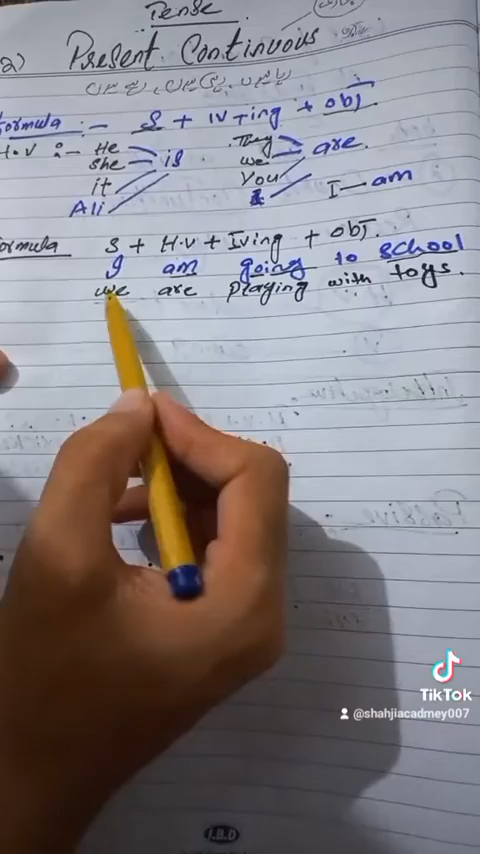 Tense
2) Present Continuous
Formula :- S + IV+ing + obj
H.V :- He They
She is we are.
it You
Ali I I — am
ormula S + H.V + Iving + obj.
I am going to school
we are playing with toys.
TikTok
@shahjiacadmey007
J.B.D